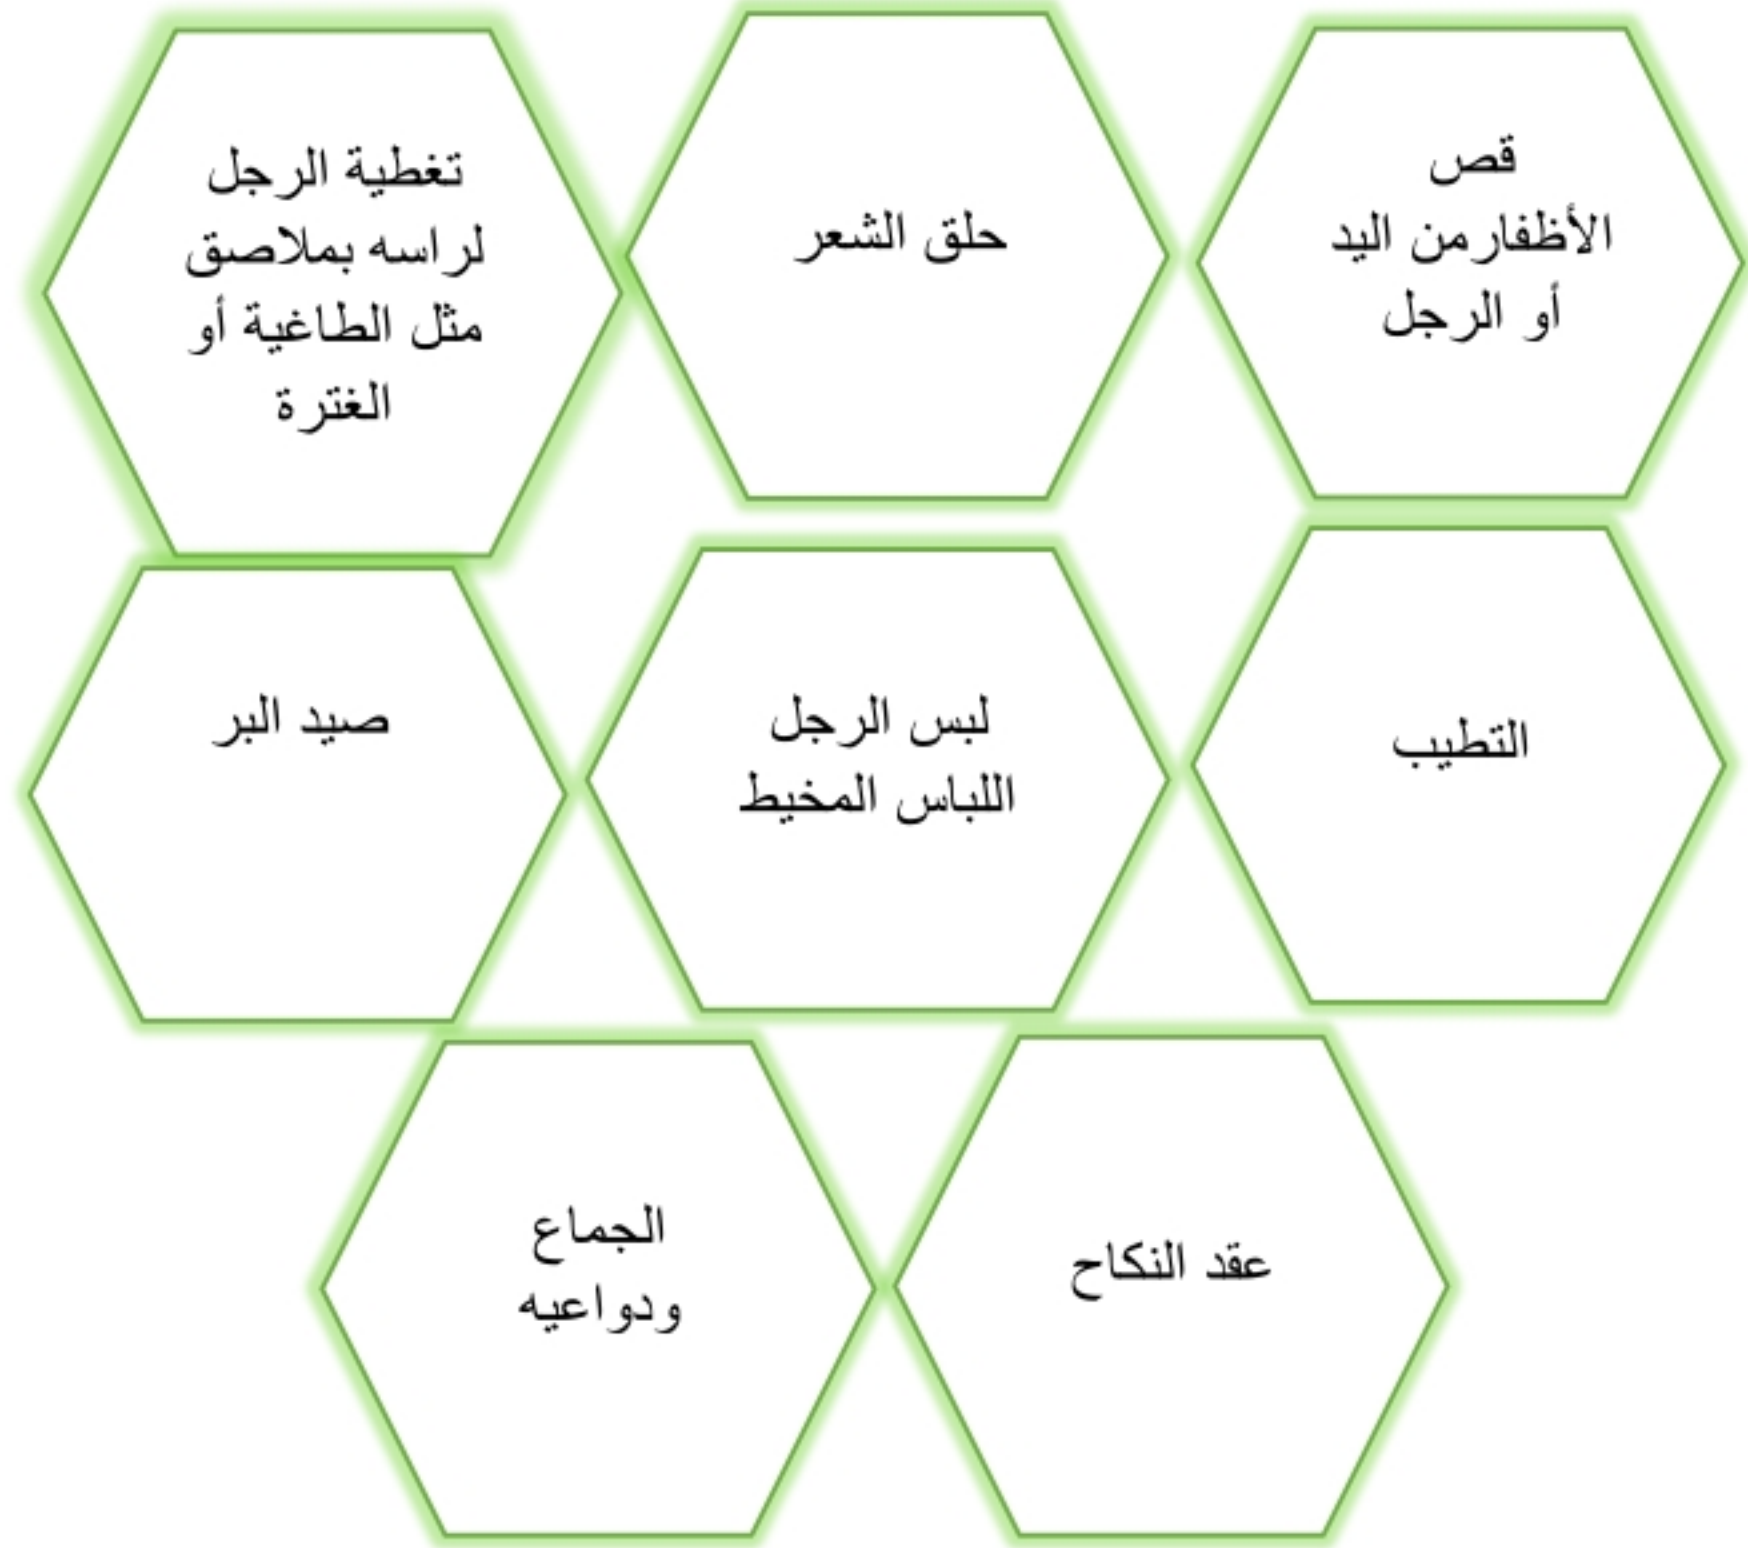 قص
الأظفارمن اليد
أو الرجل
حلق الشعر
تغطية الرجل
لراسه بملاصق
مثل الطاغية أو
الغترة
التطيب
لبس الرجل
اللباس المخيط
صيد البر
عقد النكاح
الجماع
ودواعيه